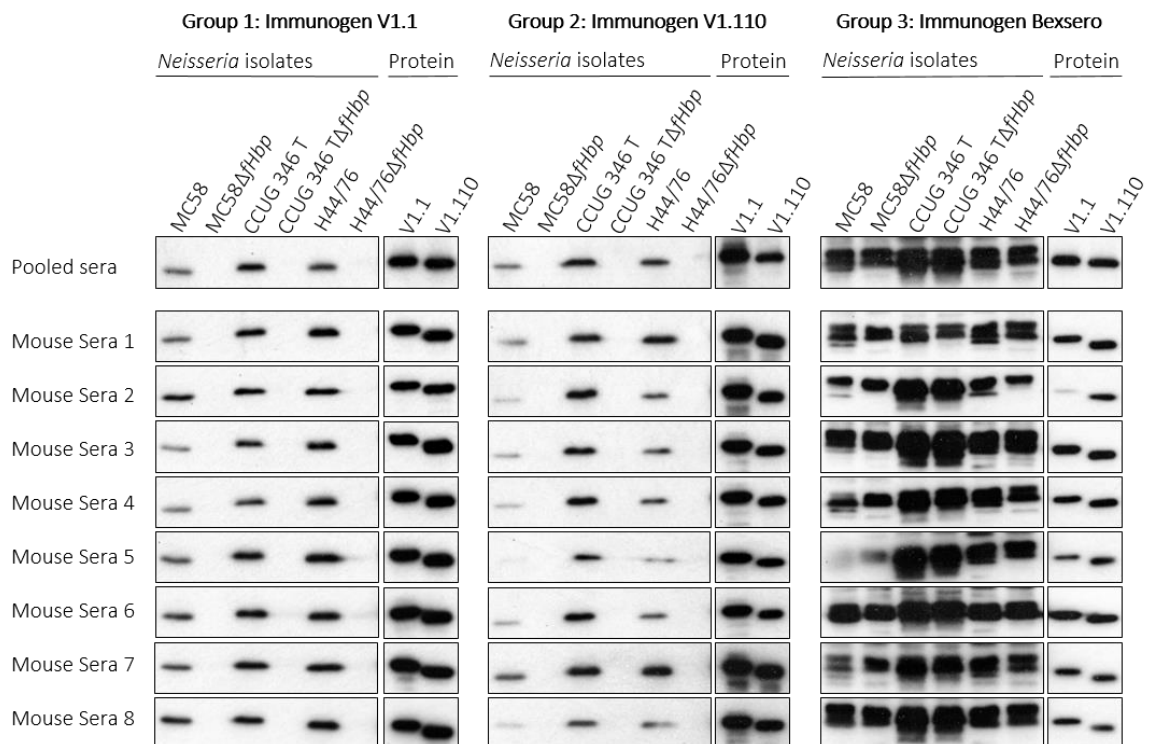 Group 1: Immunogen V1.1 Group 2: Immunogen V1.110 Group 3: Immunogen Bexsero
Neisseria isolates Protein Neisseria isolates Protein Neisseria isolates Protein
MC58 MC58ΔfHbp CCUG 346 T CCUG 346 TΔfHbp H44/76 H44/76ΔfHbp V1.1 V1.110 MC58 MC58ΔfHbp CCUG 346 T CCUG 346 TΔfHbp H44/76 H44/76ΔfHbp V1.1 V1.110 MC58 MC58ΔfHbp CCUG 346 T CCUG 346 TΔfHbp H44/76 H44/76ΔfHbp V1.1 V1.110
Pooled sera
Mouse Sera 1
Mouse Sera 2
Mouse Sera 3
Mouse Sera 4
Mouse Sera 5
Mouse Sera 6
Mouse Sera 7
Mouse Sera 8